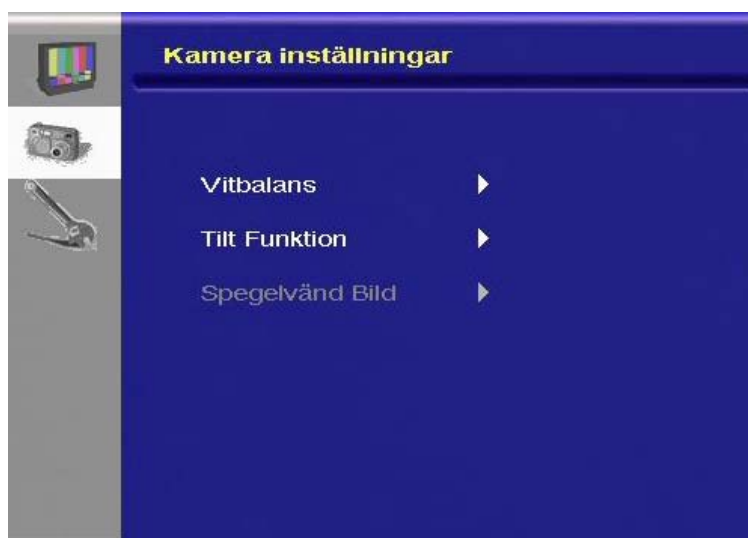 Kamera inställningar
Vitbalans
Tilt Funktion
Spegelvänd Bild